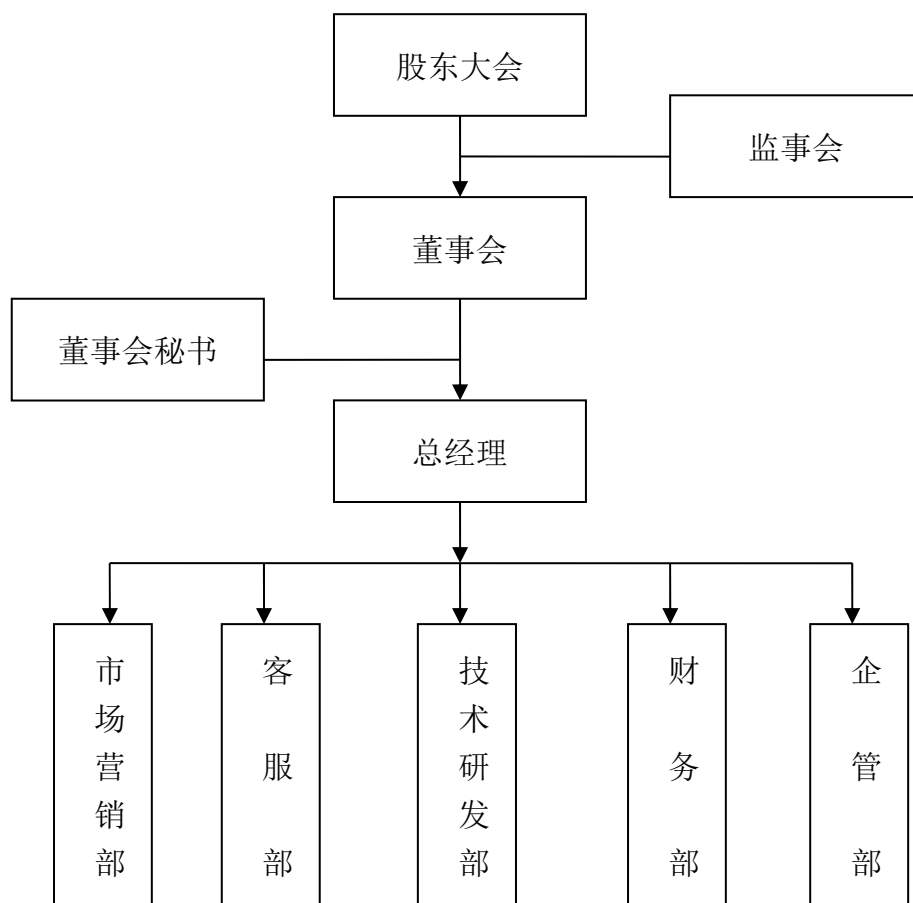 股东大会
监事会
董事会
董事会秘书
总经理
市场营销部
客服部
技术研发部
财务部
企管部